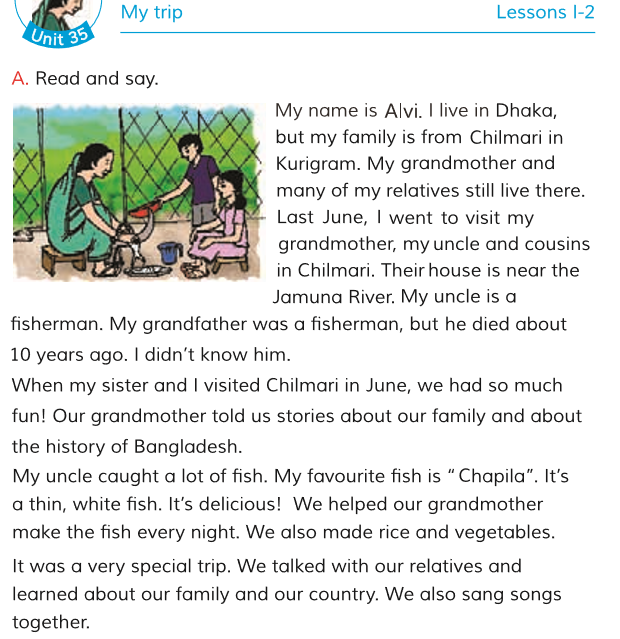 My trip
Lessons 1-2
Unit 35
A. Read and say.
My name is Alvi. I live in Dhaka,
but my family is from Chilmari in
Kurigram. My grandmother and
many of my relatives still live there.
Last June, I went to visit my
grandmother, my uncle and cousins
in Chilmari. Their house is near the
Jamuna River. My uncle is a
fisherman. My grandfather was a fisherman, but he died about
10 years ago. I didn't know him.
When my sister and I visited Chilmari in June, we had so much
fun! Our grandmother told us stories about our family and about
the history of Bangladesh.
My uncle caught a lot of fish. My favourite fish is “ Chapila”. It's
a thin, white fish. It's delicious! We helped our grandmother
make the fish every night. We also made rice and vegetables.
It was a very special trip. We talked with our relatives and
learned about our family and our country. We also sang songs
together.